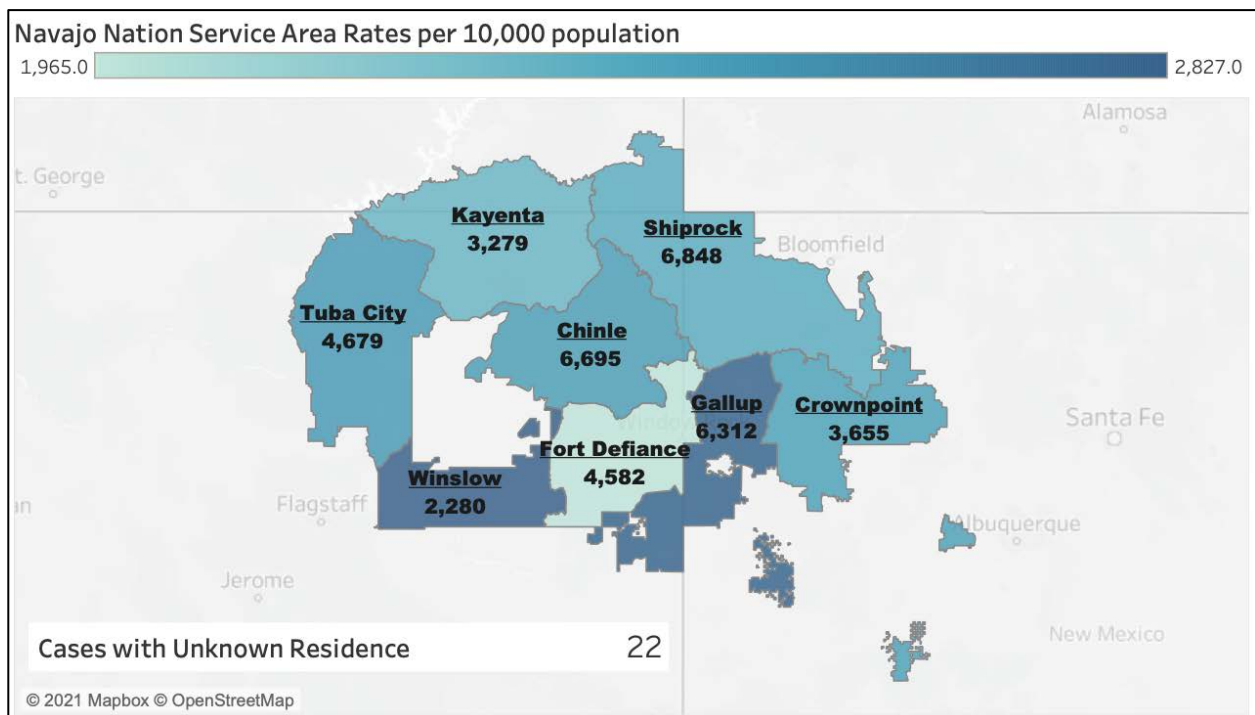 Navajo Nation Service Area Rates per 10,000 population
1,965.0
2,827.0
Alamosa
t. George
Kayenta
3,279
Shiprock
6,848
Bloomfield
Tuba City
4,679
Chinle
6,695
Gallup
6,312
Crownpoint
3,655
Santa Fe
Fort Defiance
4,582
Winslow
2,280
an
Flagstaff
Albuquerque
Jerome
New Mexico
Cases with Unknown Residence 22
© 2021 Mapbox © OpenStreetMap